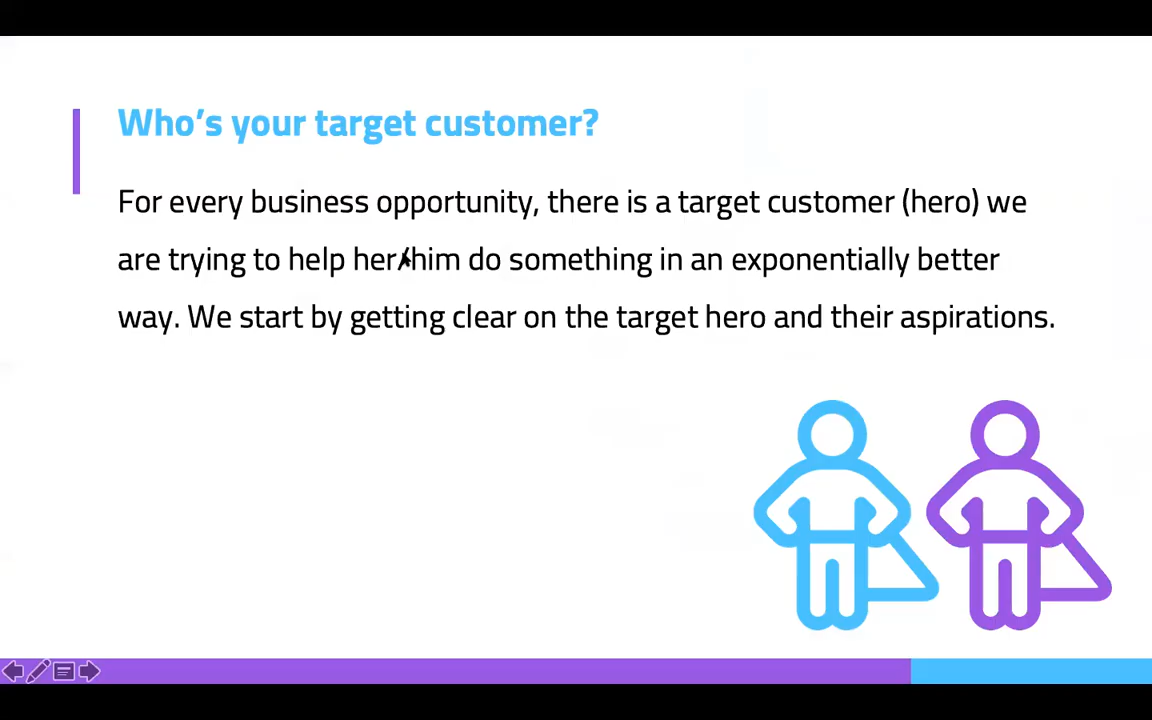 Who's your target customer?
For every business opportunity, there is a target customer (hero) we
are trying to help her/him do something in an exponentially better
way. We start by getting clear on the target hero and their aspirations.